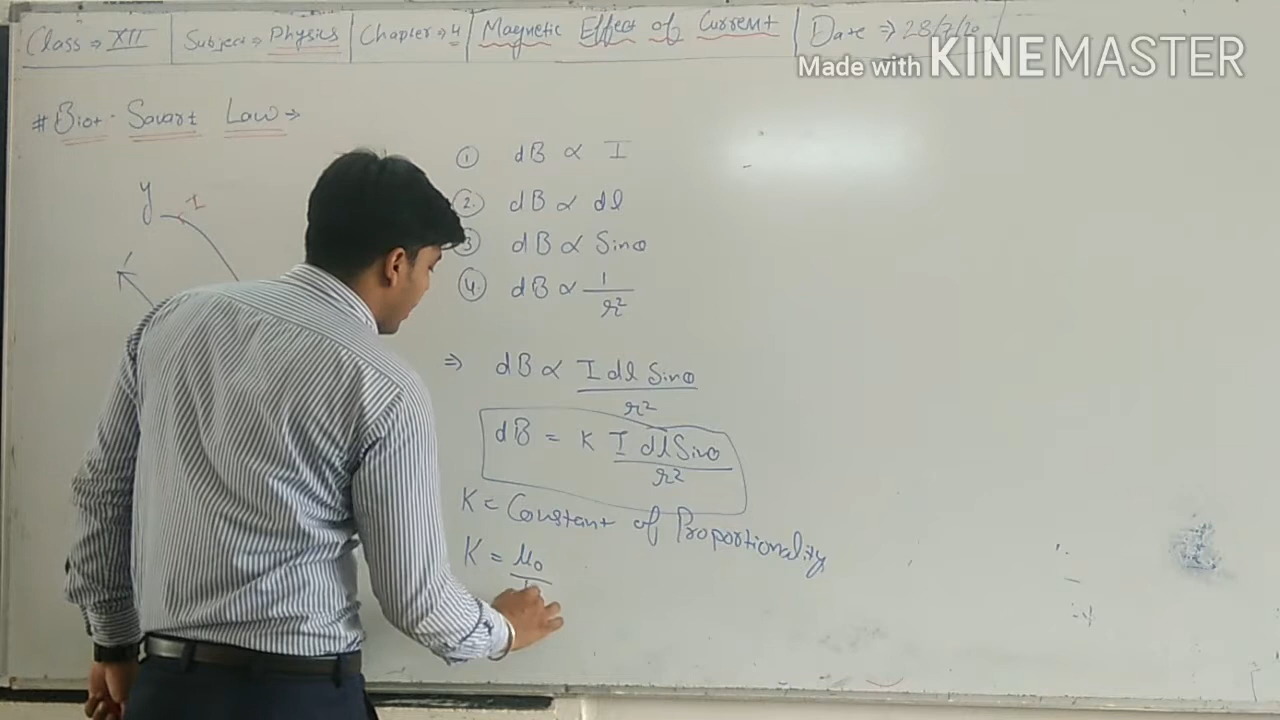 Class ⇒ XII | Subject ⇒ Physics | Chapter ⇒ 4 | Magnetic Effect of Current | Date ⇒ 28/7/20
Made with KINEMASTER
# Biot-Savart Law ⇒
y I
① dB ∝ I
② dB ∝ dl
③ dB ∝ Sinθ
④ dB ∝ 1/r²
⇒ dB ∝ I dl Sinθ / r²
dB = K I dl Sinθ / r²
K = Constant of Proportionality
K = μ₀